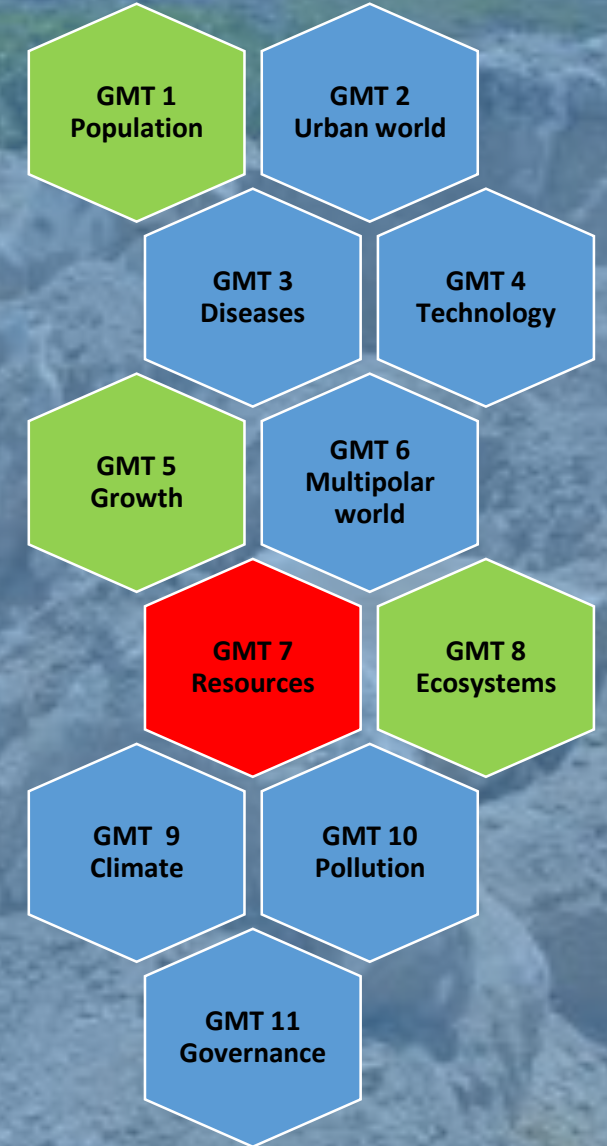 GMT 1
Population
GMT 2
Urban world
GMT 3
Diseases
GMT 4
Technology
GMT 5
Growth
GMT 6
Multipolar
world
GMT 7
Resources
GMT 8
Ecosystems
GMT 9
Climate
GMT 10
Pollution
GMT 11
Governance